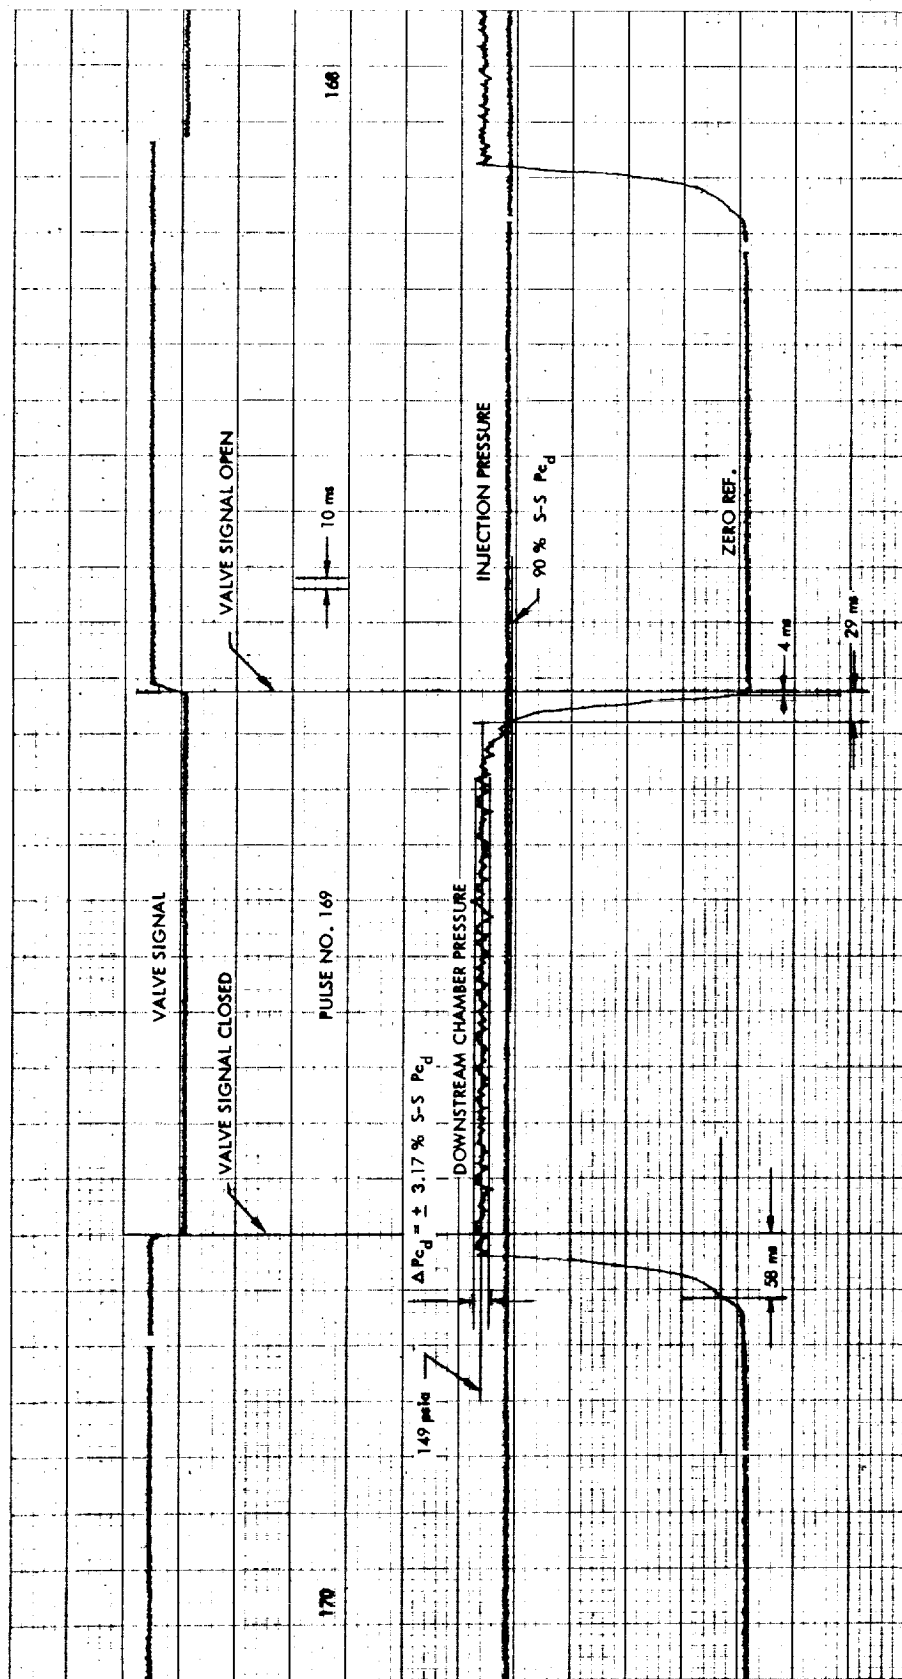 VALVE SIGNAL
VALVE SIGNAL CLOSED
VALVE SIGNAL OPEN
170
PULSE NO. 169
10 ms
168
149 psia
ΔPcd = ± 3.17 % S-S Pcd
DOWNSTREAM CHAMBER PRESSURE
INJECTION PRESSURE
90 % S-S Pcd
ZERO REF.
58 ms
4 ms
29 ms